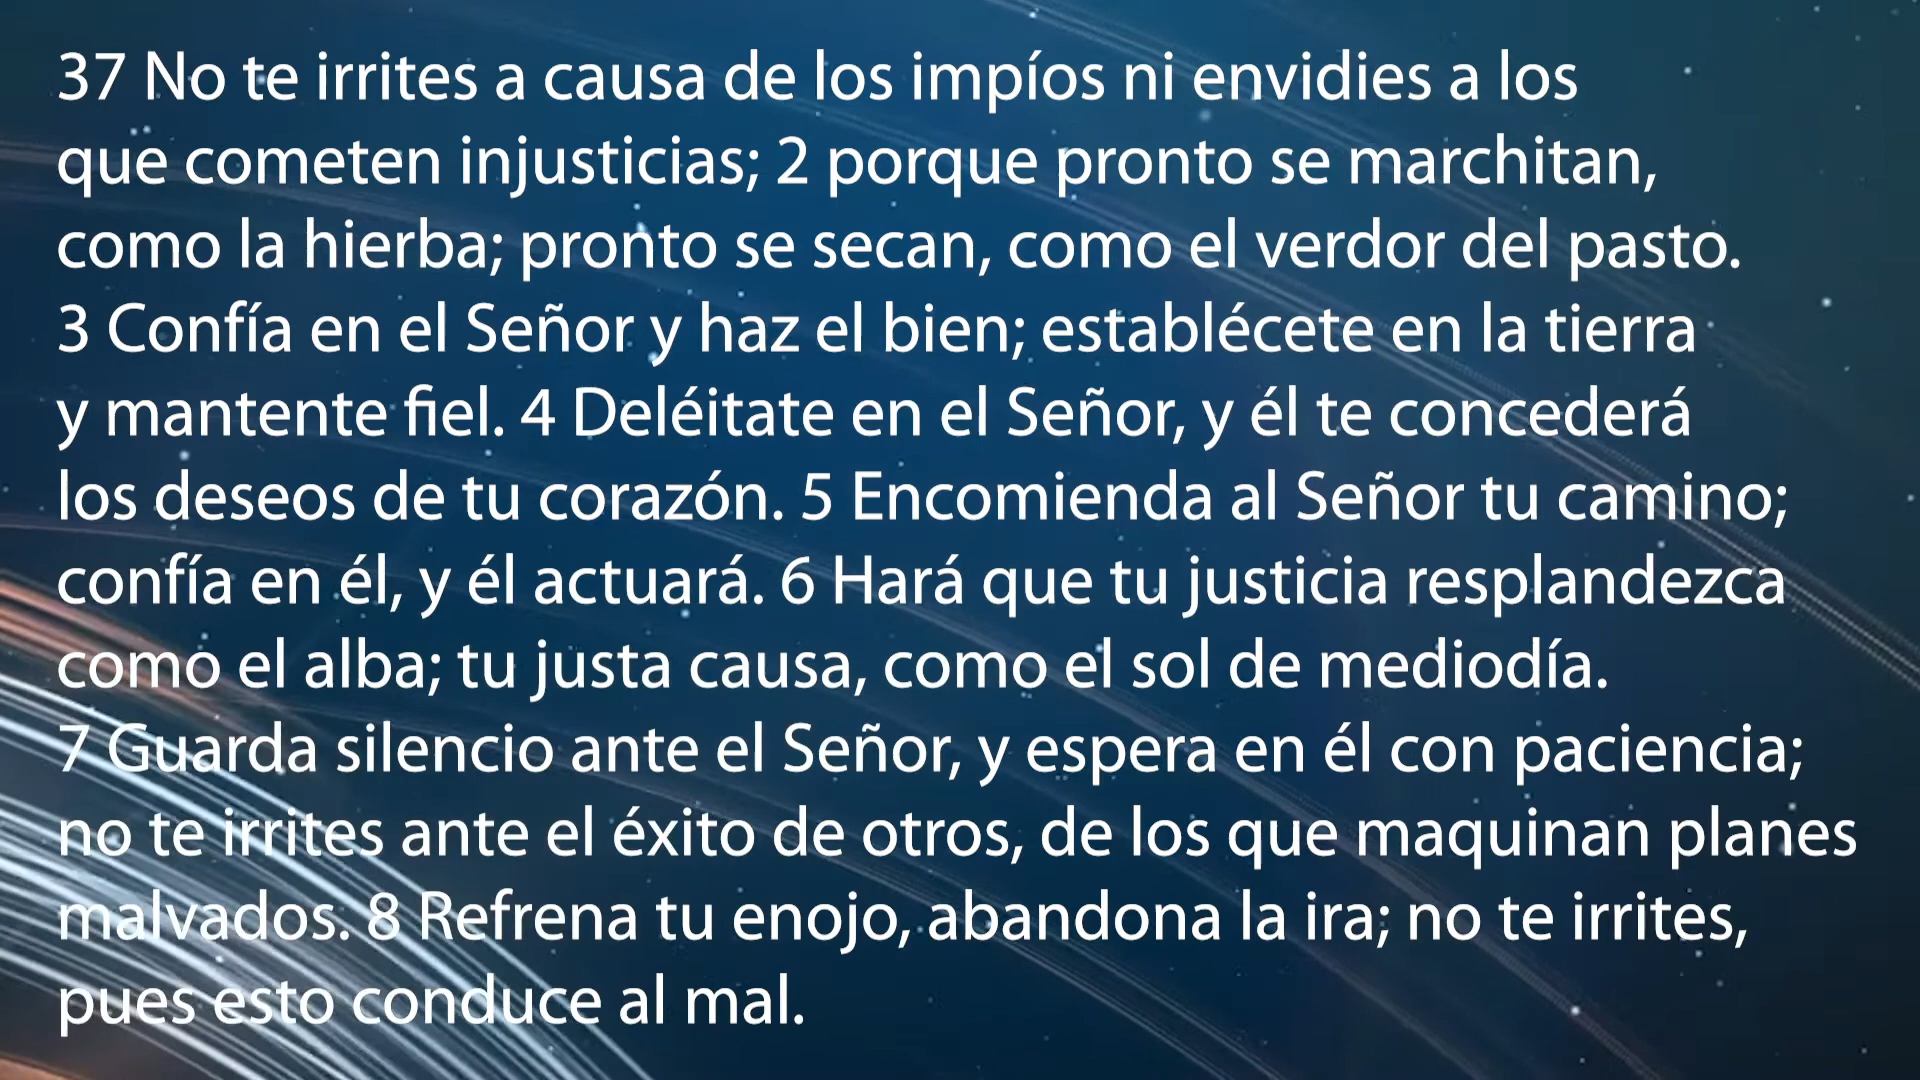 37 No te irrites a causa de los impíos ni envidies a los
que cometen injusticias; 2 porque pronto se marchitan,
como la hierba; pronto se secan, como el verdor del pasto.
3 Confía en el Señor y haz el bien; establécete en la tierra
y mantente fiel. 4 Deléitate en el Señor, y él te concederá
los deseos de tu corazón. 5 Encomienda al Señor tu camino;
confía en él, y él actuará. 6 Hará que tu justicia resplandezca
como el alba; tu justa causa, como el sol de mediodía.
7 Guarda silencio ante el Señor, y espera en él con paciencia;
no te irrites ante el éxito de otros, de los que maquinan planes
malvados. 8 Refrena tu enojo, abandona la ira; no te irrites,
pues esto conduce al mal.